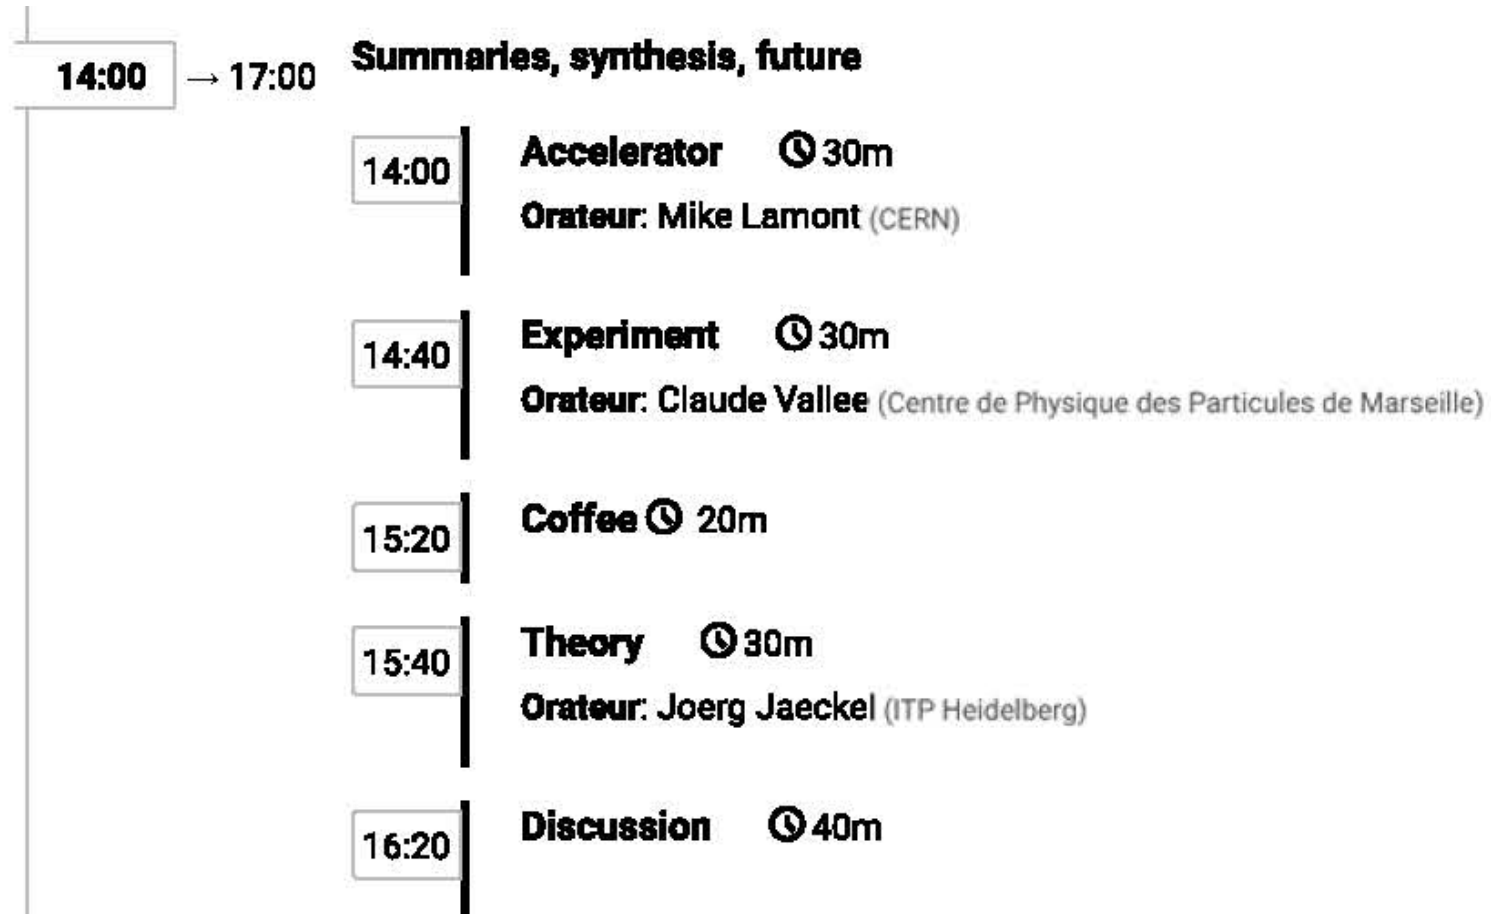 14:00 → 17:00 Summaries, synthesis, future
14:00 Accelerator 30m
Orateur: Mike Lamont (CERN)
14:40 Experiment 30m
Orateur: Claude Vallee (Centre de Physique des Particules de Marseille)
15:20 Coffee 20m
15:40 Theory 30m
Orateur: Joerg Jaeckel (ITP Heidelberg)
16:20 Discussion 40m